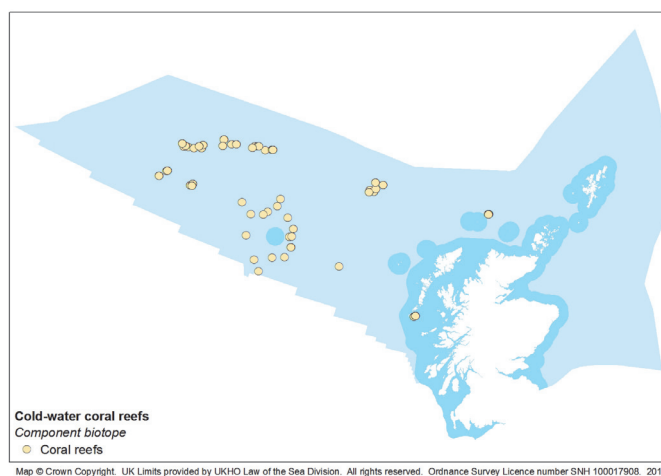 Cold-water coral reefs
Component biotope
Coral reefs
Map © Crown Copyright. UK Limits provided by UKHO Law of the Sea Division. All rights reserved. Ordnance Survey Licence number SNH 100017908. 201